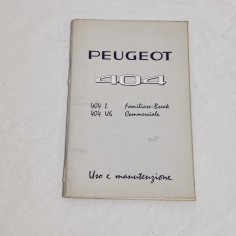 PEUGEOT
404
404 L Familiare-Break
404 U6 Commerciale
Uso e manutenzione